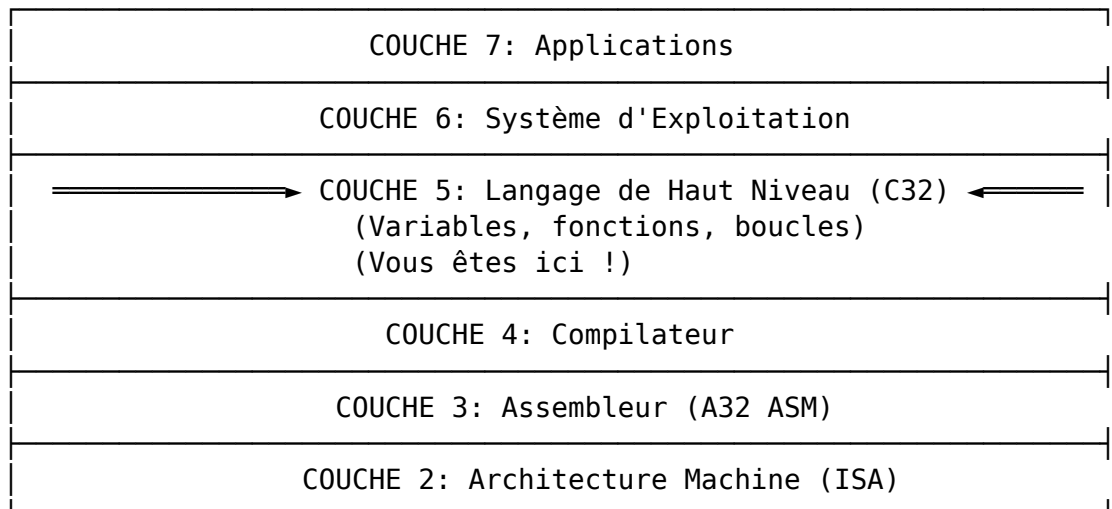 COUCHE 7: Applications
COUCHE 6: Système d'Exploitation
COUCHE 5: Langage de Haut Niveau (C32)
(Variables, fonctions, boucles)
(Vous êtes ici !)
COUCHE 4: Compilateur
COUCHE 3: Assembleur (A32 ASM)
COUCHE 2: Architecture Machine (ISA)